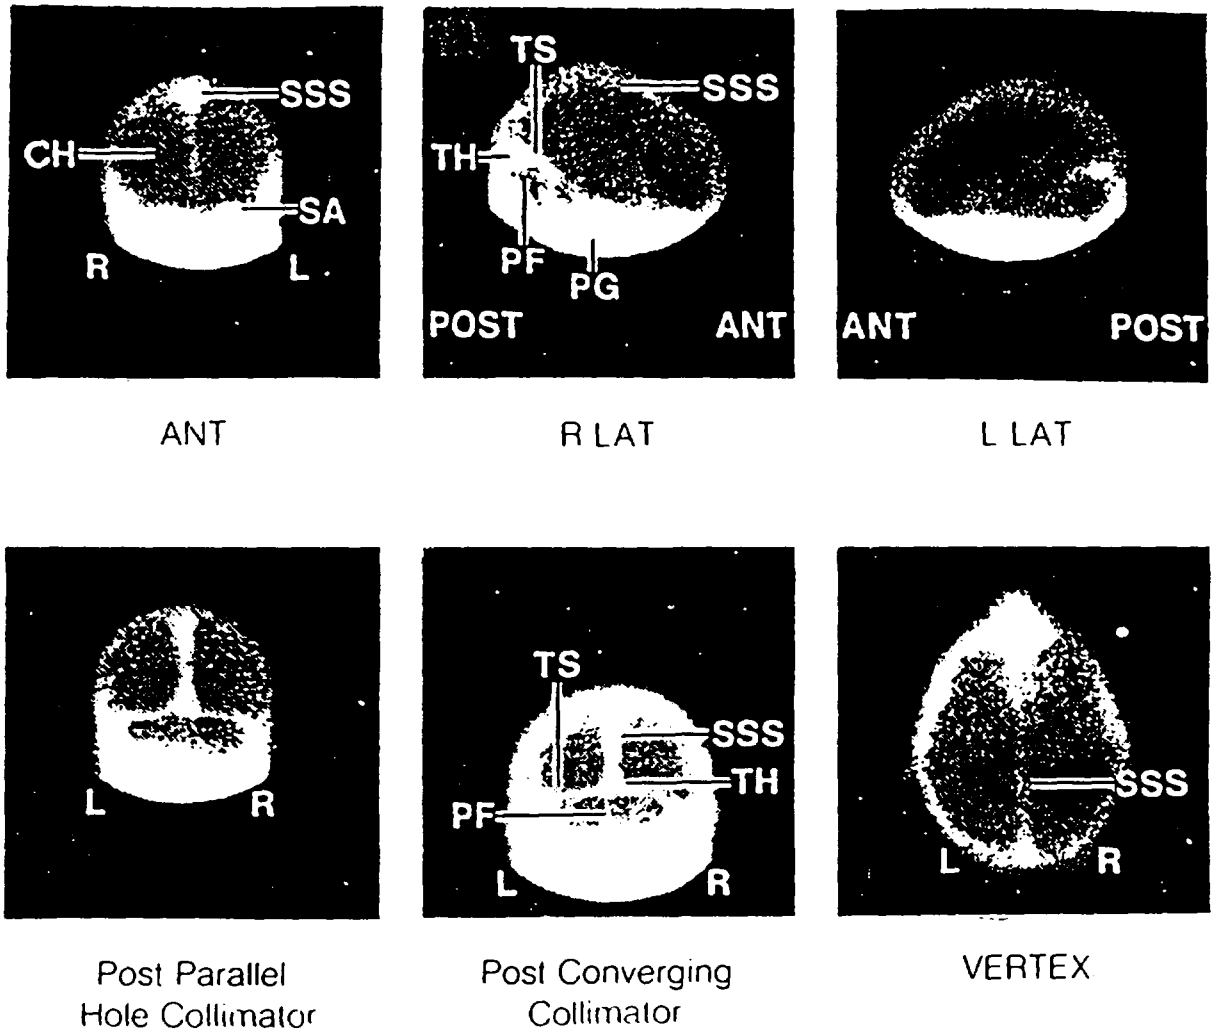 SSS
CH
SA
R
L
ANT
TS
SSS
TH
PF
PG
POST
ANT
R LAT
ANT
POST
L LAT
L
R
Post Parallel
Hole Collimator
TS
SSS
TH
PF
L
R
Post Converging
Collimator
SSS
L
R
VERTEX